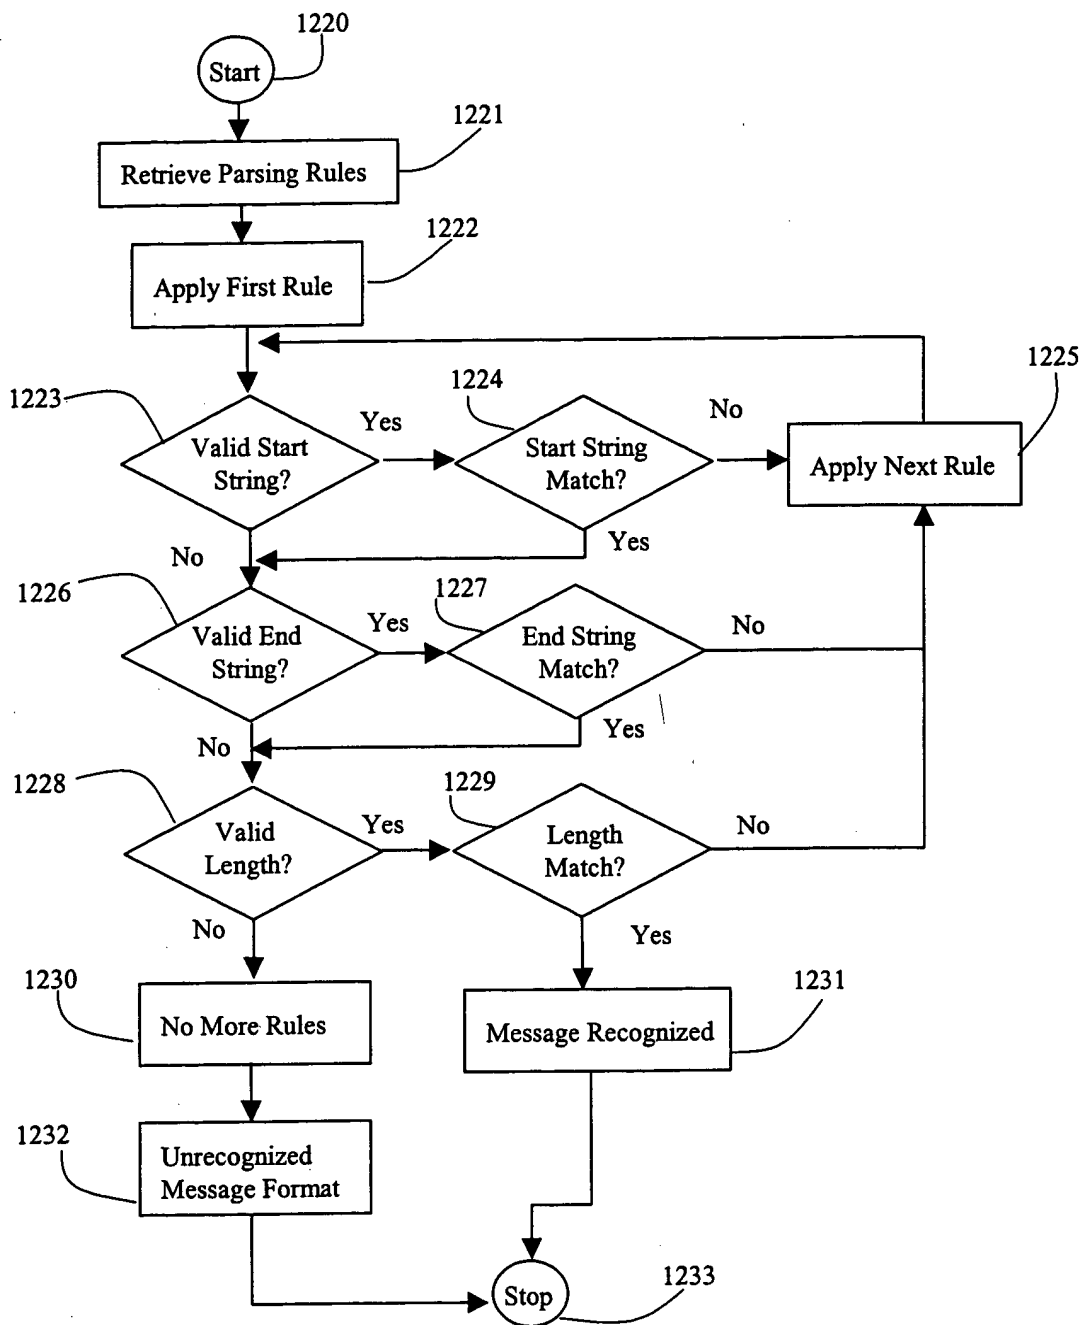 1220
Start
1221
Retrieve Parsing Rules
1222
Apply First Rule
1223
Valid Start
String?
Yes
1224
Start String
Match?
No
1225
Apply Next Rule
No
Yes
1226
Valid End
String?
Yes
1227
End String
Match?
No
No
Yes
1228
Valid
Length?
Yes
1229
Length
Match?
No
No
Yes
1230
No More Rules
1231
Message Recognized
1232
Unrecognized
Message Format
Stop
1233